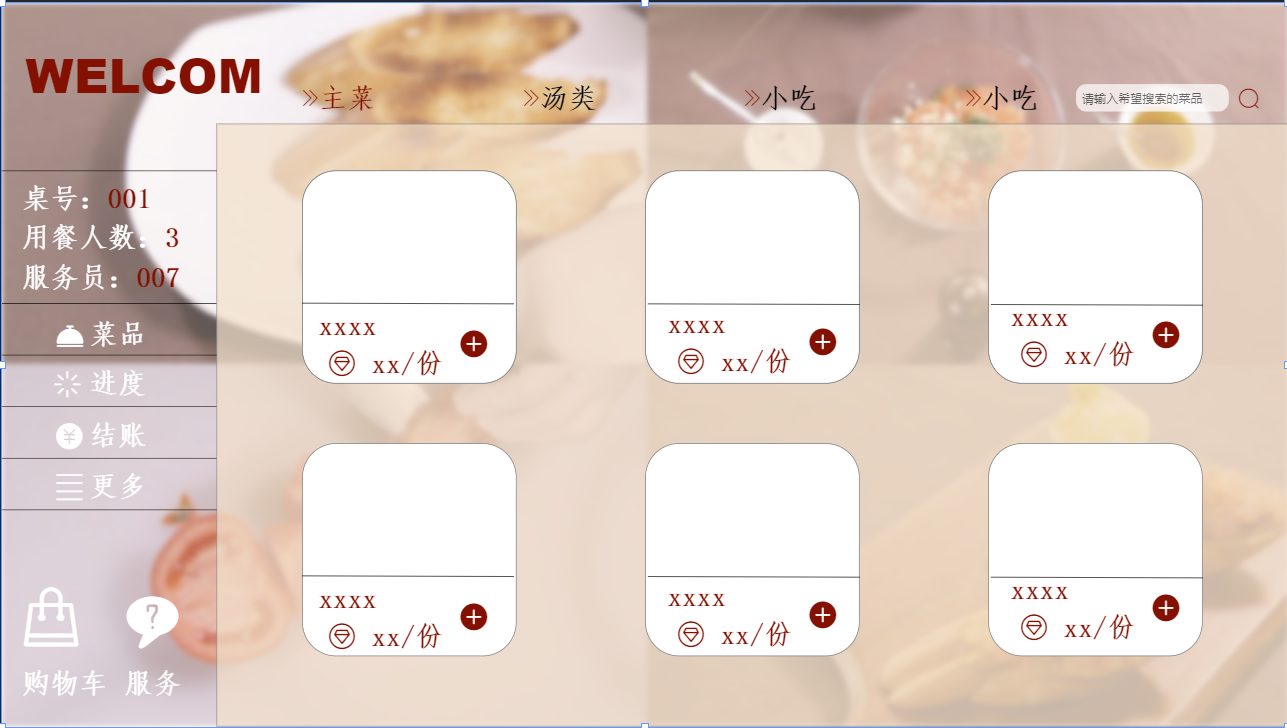 WELCOM
主菜
汤类
小吃
小吃
请输入希望搜索的菜品
桌号：001
用餐人数：3
服务员：007
菜品
进度
结账
更多
购物车
服务
xxxx
xx/份
xxxx
xx/份
xxxx
xx/份
xxxx
xx/份
xxxx
xx/份
xxxx
xx/份